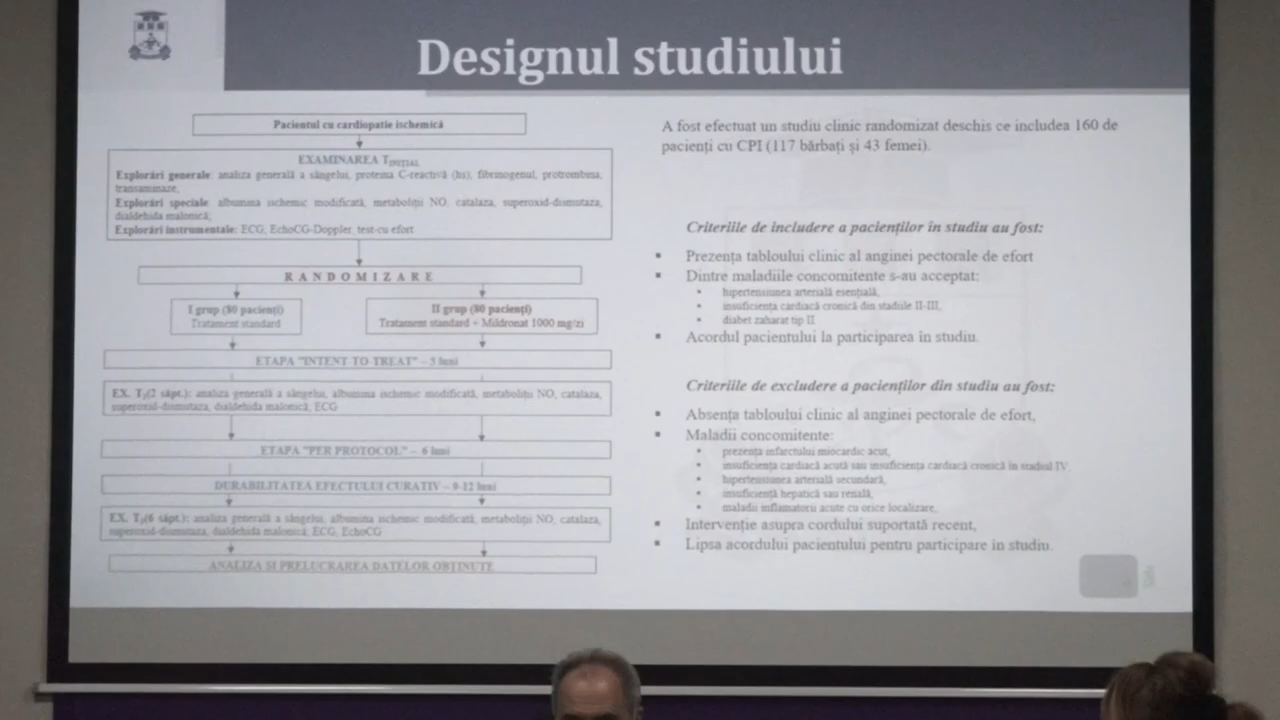 Designul studiului
Pacientul cu cardiopatie ischemică
EXAMINAREA TINIȚIAL
Explorări generale: analiza generală a sângelui, proteina C-reactivă (hs), fibrinogenul, protrombina,
transaminaze,
Explorări speciale: albumina ischemic modificată, metaboliții NO, catalaza, superoxid-dismutaza,
dialdehida malonică,
Explorări instrumentale: ECG, EchoCG-Doppler, test-cu efort
RANDOMIZARE
I grup (80 pacienți)
Tratament standard
II grup (80 pacienți)
Tratament standard + Mildronat 1000 mg/zi
ETAPA "INTENT TO TREAT" – 3 luni
EX. T1(2 săpt.): analiza generală a sângelui, albumina ischemic modificată, metaboliții NO, catalaza,
superoxid-dismutaza, dialdehida malonică, ECG
ETAPA "PER PROTOCOL" – 6 luni
DURABILITATEA EFECTULUI CURATIV – 9-12 luni
(6 săpt.): analiza generală a sângelui, albumina ischemic modificată, metaboliții NO, catalaza,
superoxid-dismutaza, dialdehida malonică, ECG, EchoCG
ANALIZA ȘI PRELUCRAREA DATELOR OBȚINUTE
A fost efectuat un studiu clinic randomizat deschis ce includea 160 de
pacienți cu CPI (117 bărbați și 43 femei).
Criteriile de includere a pacienților în studiu au fost:
▪ Prezența tabloului clinic al anginei pectorale de efort
▪ Dintre maladiile concomitente s-au acceptat:
• hipertensiunea arterială esențială,
• insuficiența cardiacă cronică din stadiile II-III,
• diabet zaharat tip II
▪ Acordul pacientului la participarea în studiu.
Criteriile de excludere a pacienților din studiu au fost:
▪ Absența tabloului clinic al anginei pectorale de efort,
▪ Maladii concomitente:
• prezența infarctului miocardic acut,
• insuficiența cardiacă acută sau insuficiența cardiacă cronică în stadiul IV
• hipertensiunea arterială secundară,
• insuficiență hepatică sau renală,
• maladii inflamatorii acute cu orice localizare,
▪ Intervenție asupra cordului suportată recent,
▪ Lipsa acordului pacientului pentru participare în studiu.